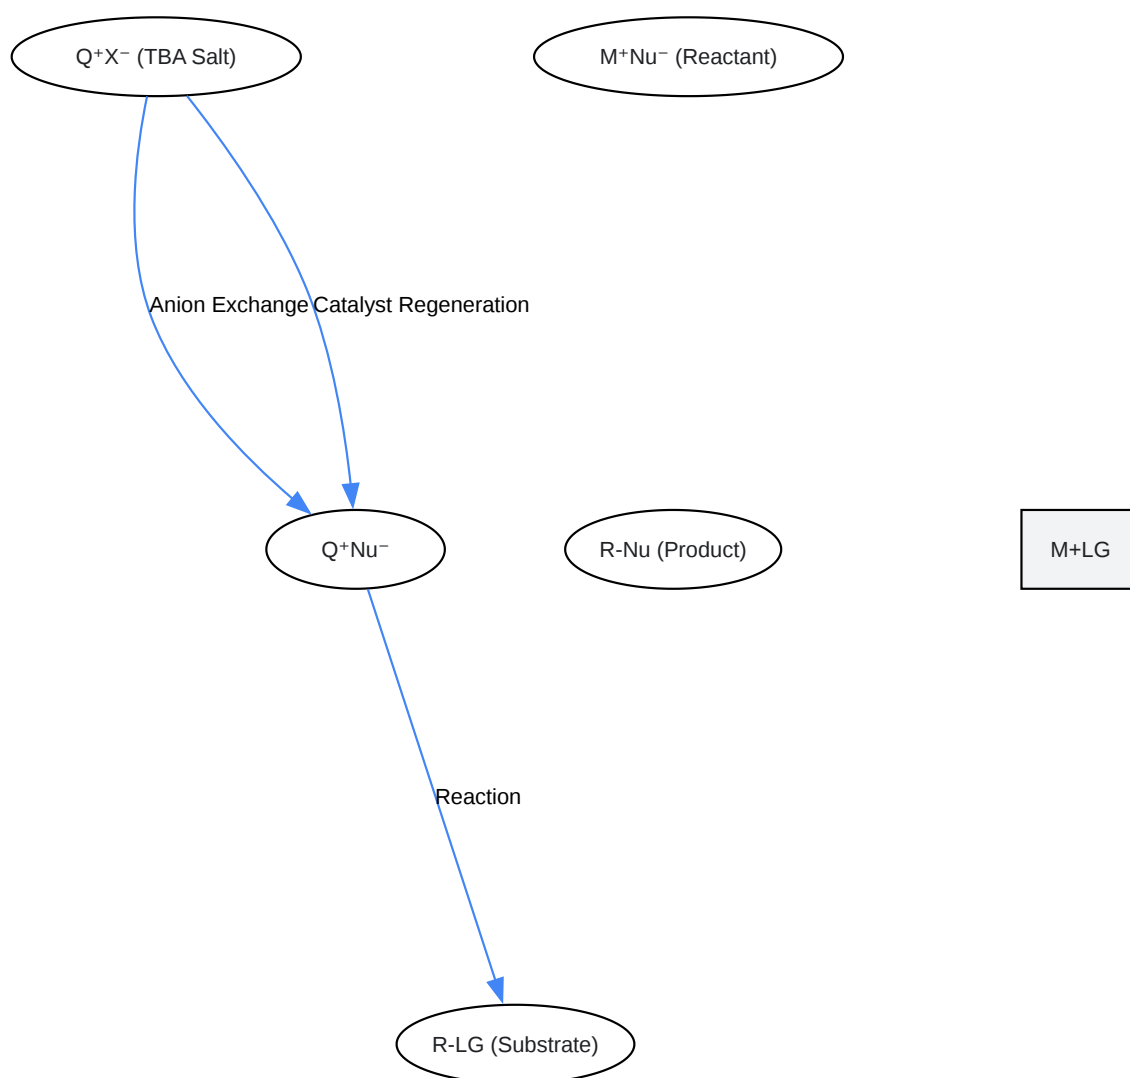 Q⁺X⁻ (TBA Salt)
M⁺Nu⁻ (Reactant)
Anion Exchange
Catalyst Regeneration
Q⁺Nu⁻
R-Nu (Product)
M+LG
Reaction
R-LG (Substrate)